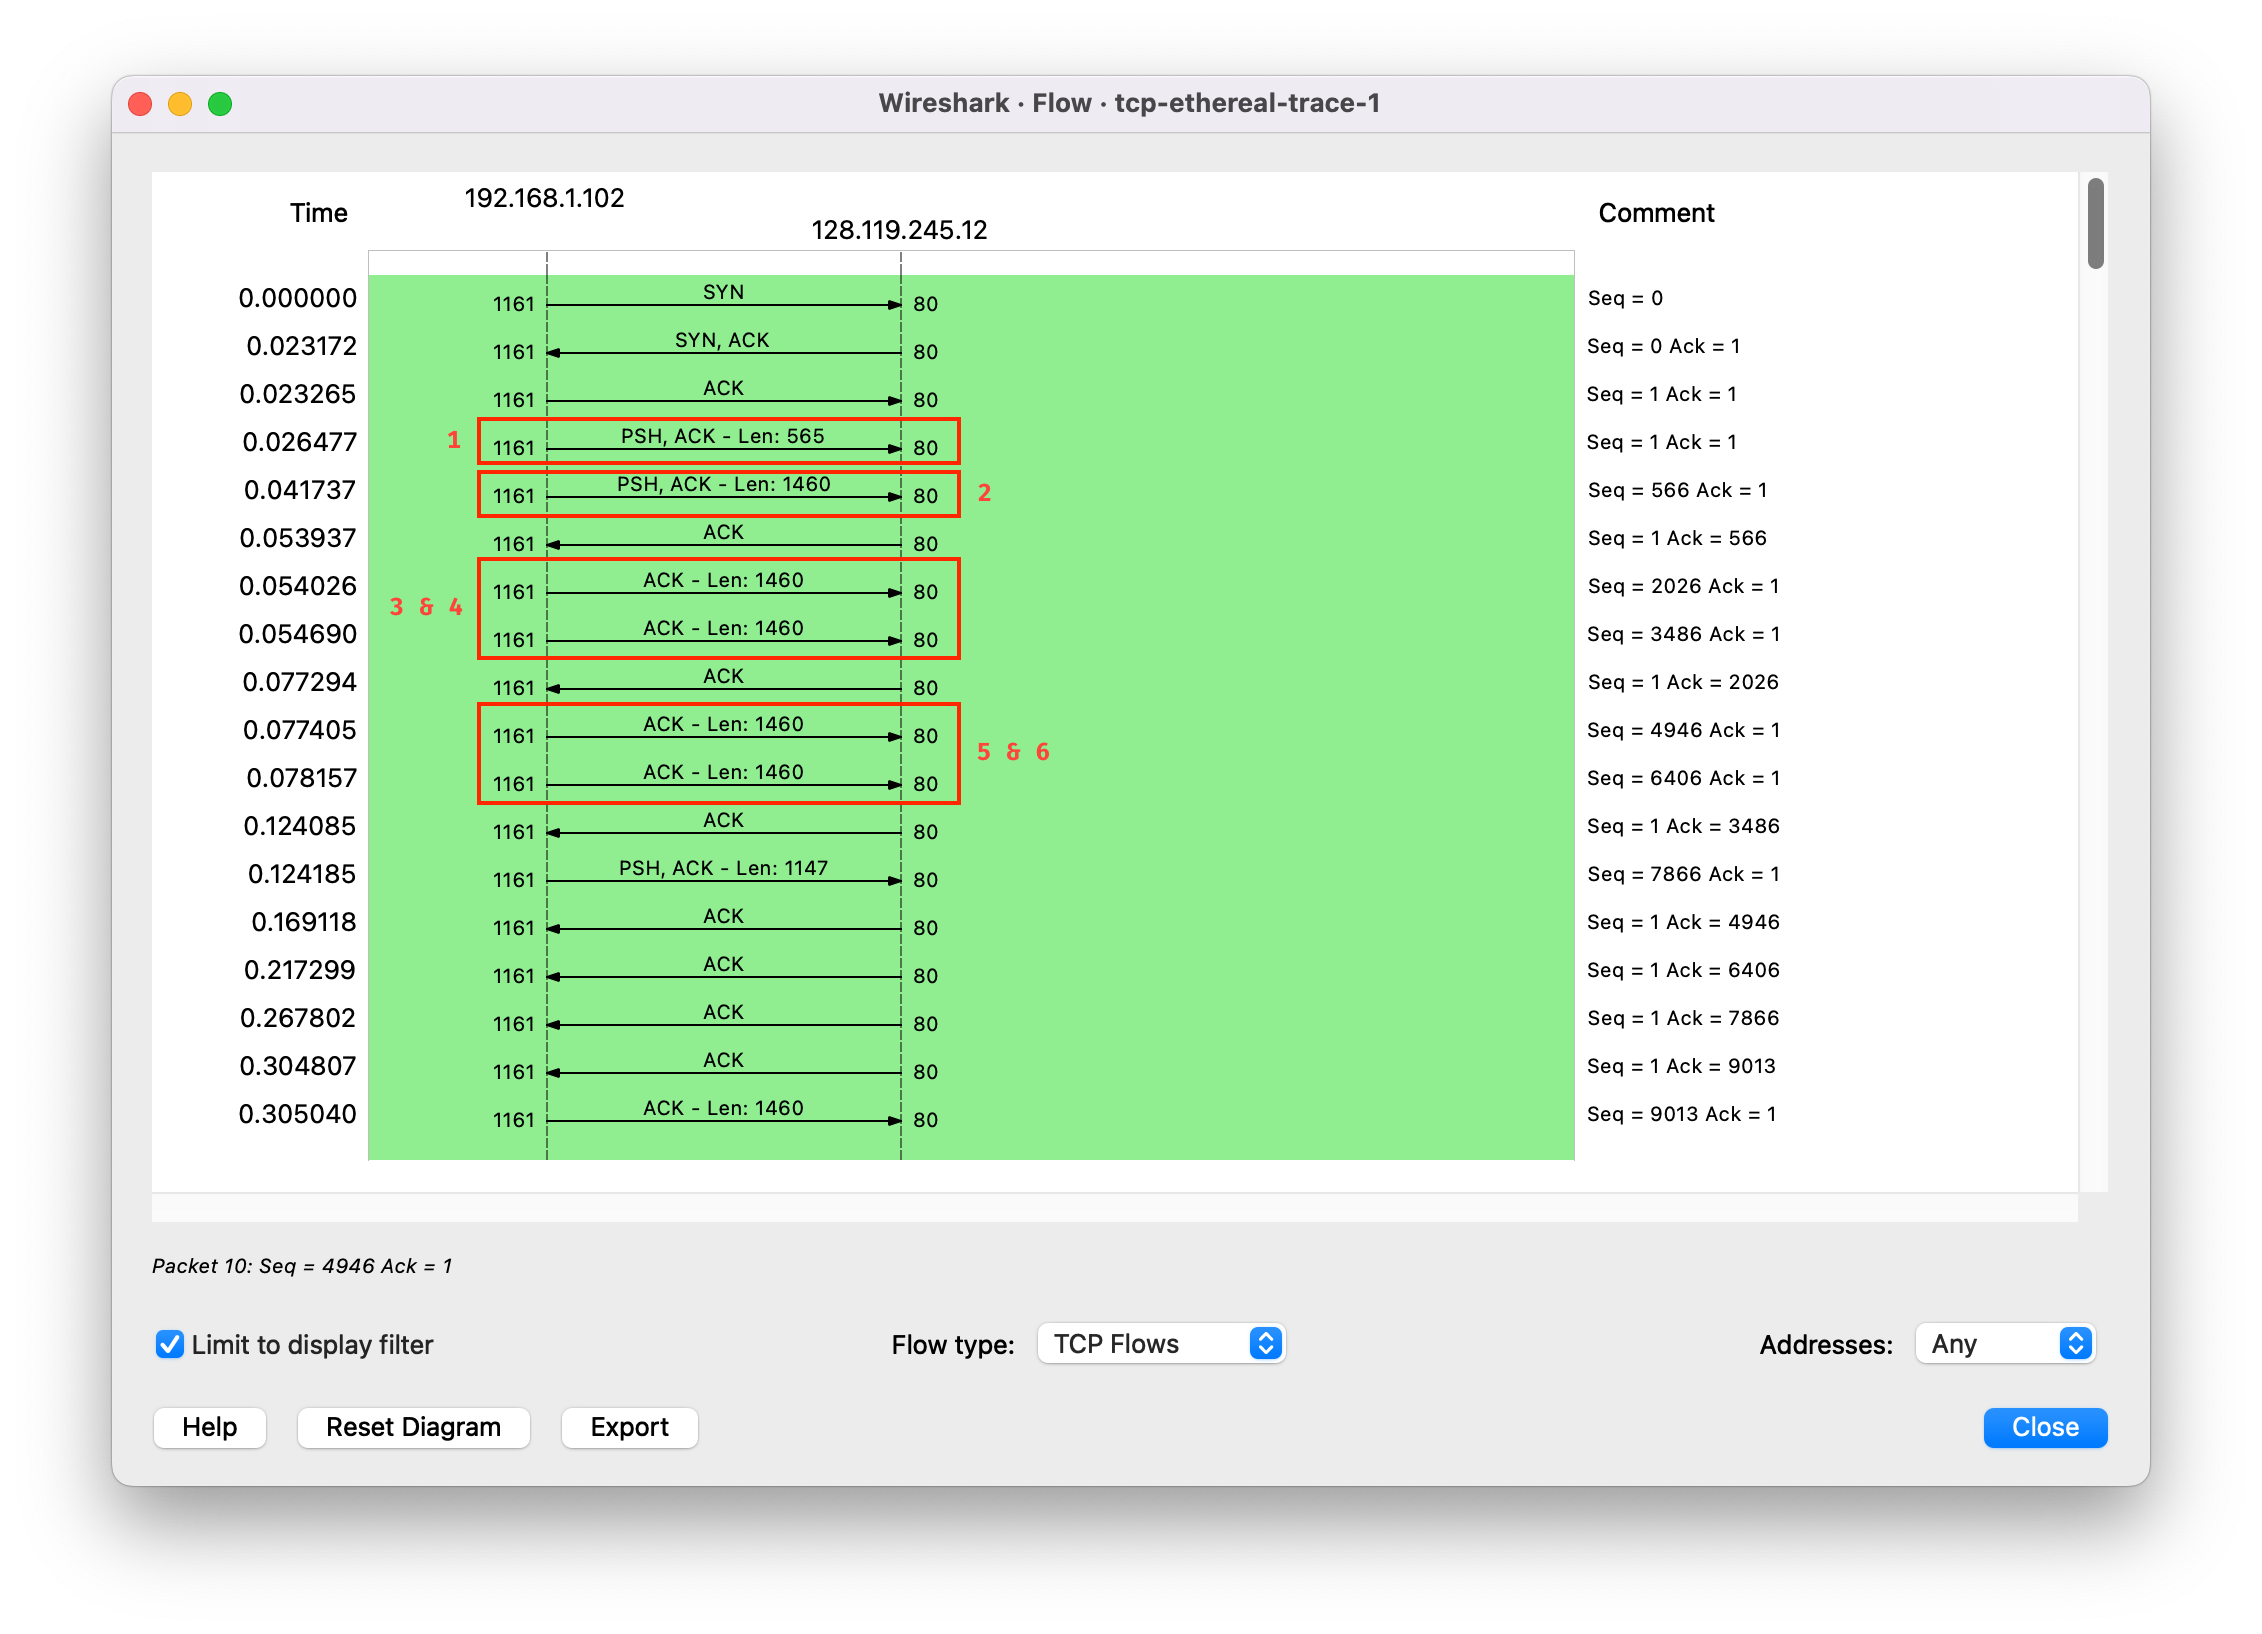 Wireshark · Flow · tcp-ethereal-trace-1
Time 192.168.1.102 128.119.245.12 Comment
0.000000 1161 SYN 80 Seq = 0
0.023172 1161 SYN, ACK 80 Seq = 0 Ack = 1
0.023265 1161 ACK 80 Seq = 1 Ack = 1
0.026477 1 1161 PSH, ACK - Len: 565 80 Seq = 1 Ack = 1
0.041737 1161 PSH, ACK - Len: 1460 80 2 Seq = 566 Ack = 1
0.053937 1161 ACK 80 Seq = 1 Ack = 566
0.054026 1161 ACK - Len: 1460 80 Seq = 2026 Ack = 1
3 & 4
0.054690 1161 ACK - Len: 1460 80 Seq = 3486 Ack = 1
0.077294 1161 ACK 80 Seq = 1 Ack = 2026
0.077405 1161 ACK - Len: 1460 80 Seq = 4946 Ack = 1
5 & 6
0.078157 1161 ACK - Len: 1460 80 Seq = 6406 Ack = 1
0.124085 1161 ACK 80 Seq = 1 Ack = 3486
0.124185 1161 PSH, ACK - Len: 1147 80 Seq = 7866 Ack = 1
0.169118 1161 ACK 80 Seq = 1 Ack = 4946
0.217299 1161 ACK 80 Seq = 1 Ack = 6406
0.267802 1161 ACK 80 Seq = 1 Ack = 7866
0.304807 1161 ACK 80 Seq = 1 Ack = 9013
0.305040 1161 ACK - Len: 1460 80 Seq = 9013 Ack = 1
Packet 10: Seq = 4946 Ack = 1
Limit to display filter Flow type: TCP Flows Addresses: Any
Help Reset Diagram Export Close